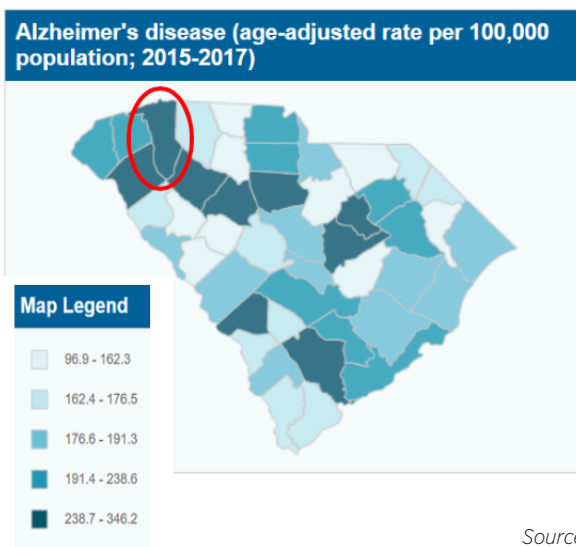 Alzheimer's disease (age-adjusted rate per 100,000
population; 2015-2017)
Map Legend
96.9 - 162.3
162.4 - 176.5
176.6 - 191.3
191.4 - 238.6
238.7 - 346.2
Source